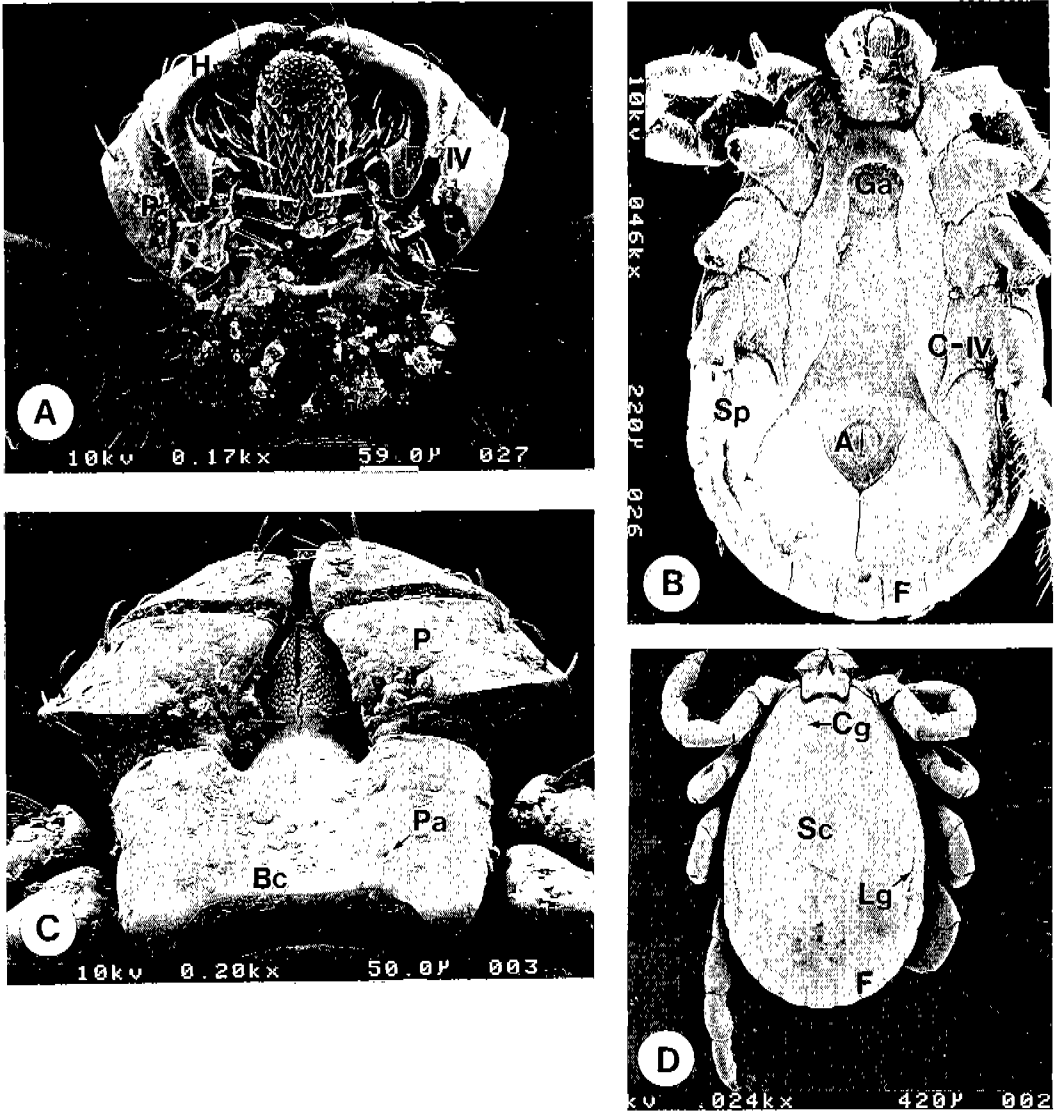 H
P
IV
A
10kv 0.17kx 59.0µ 027
Ga
C-IV
Sp
A
F
B
10kv .046kx 220µ 026
P
Pa
Bc
C
10kv 0.20kx 50.0µ 003
Cg
Sc
Lg
F
D
kv .024kx 420µ 002